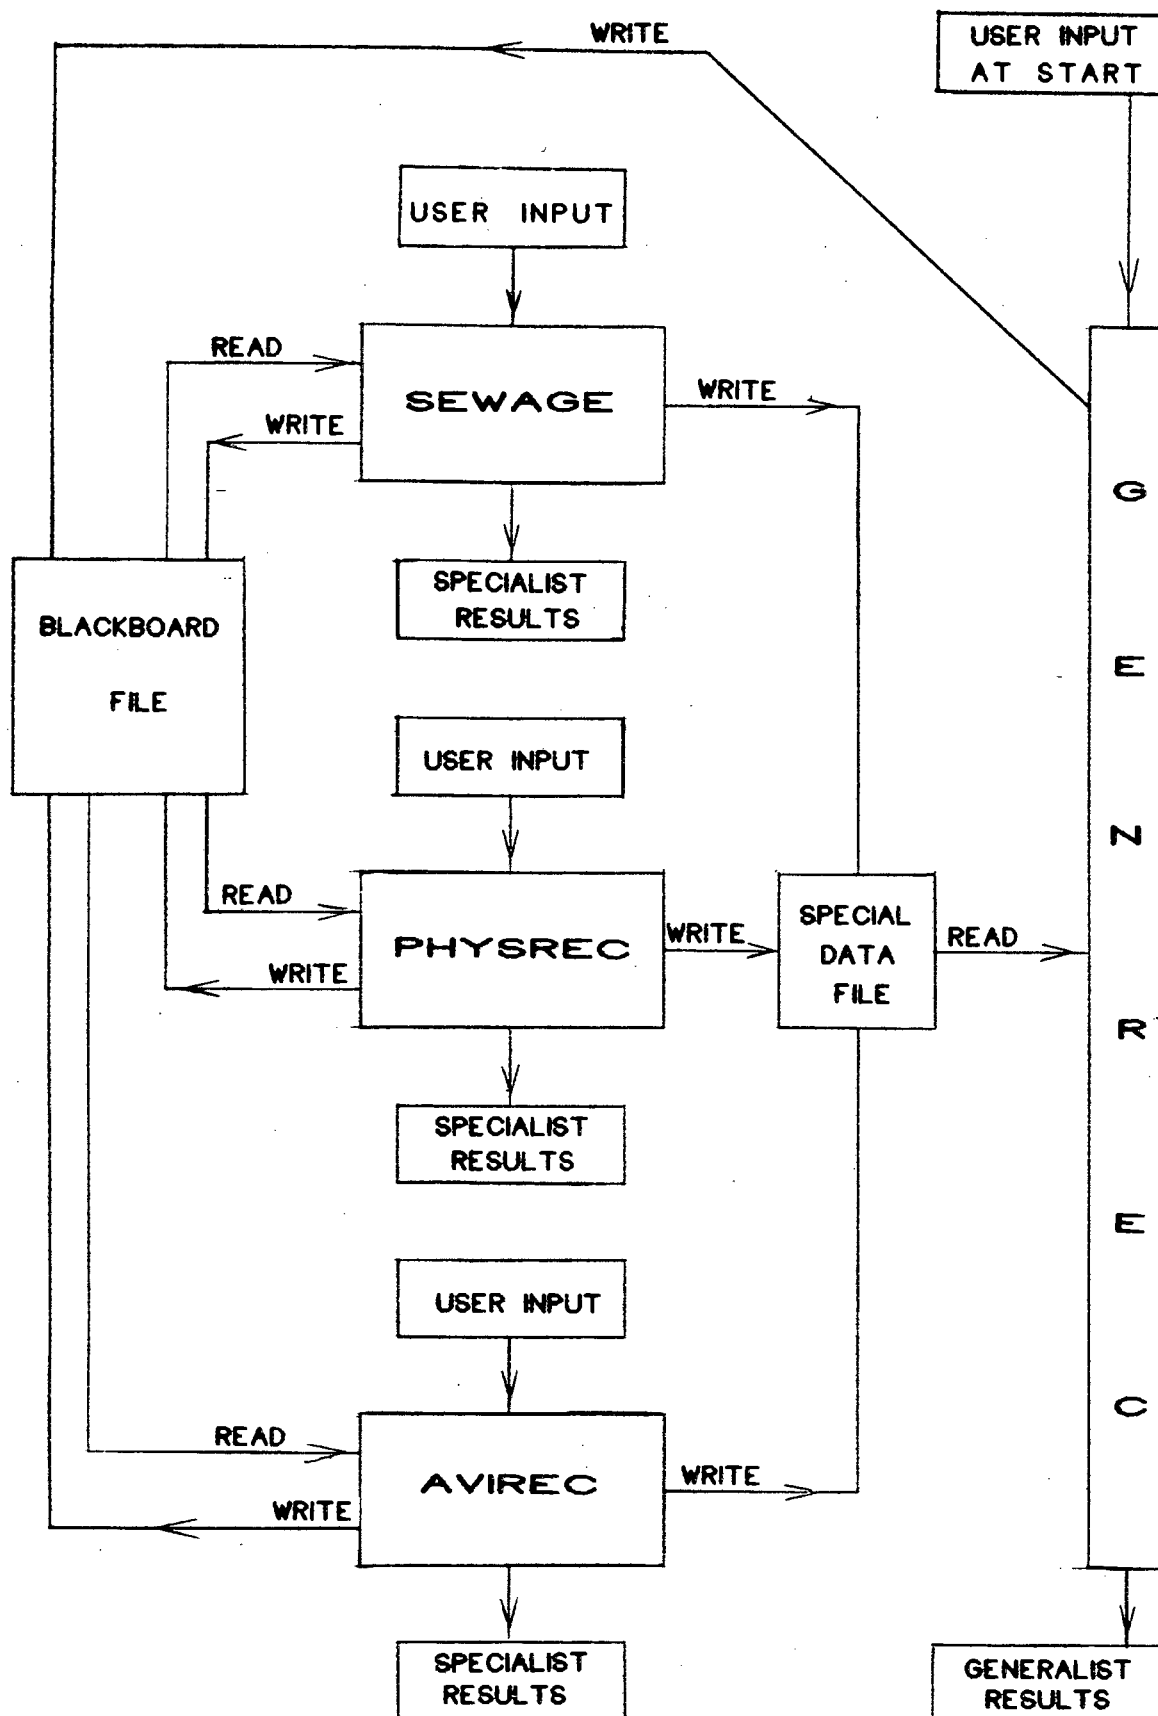 WRITE
USER INPUT
AT START
USER INPUT
READ
SEWAGE
WRITE
WRITE
SPECIALIST
RESULTS
BLACKBOARD
FILE
USER INPUT
READ
PHYSREC
WRITE
WRITE
SPECIAL
DATA
FILE
READ
SPECIALIST
RESULTS
USER INPUT
READ
AVIREC
WRITE
WRITE
SPECIALIST
RESULTS
G
E
N
R
E
C
GENERALIST
RESULTS